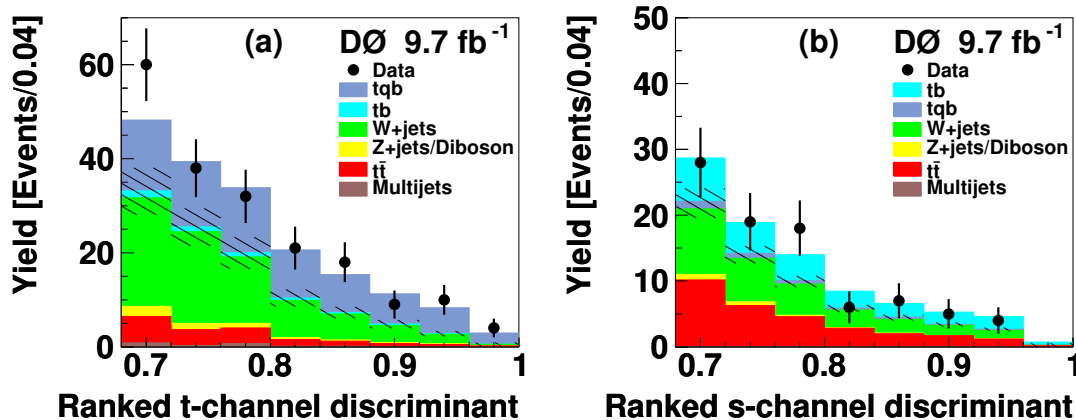 Yield [Events/0.04]
60
40
20
0
(a) DØ 9.7 fb⁻¹
Data
tqb
tb
W+jets
Z+jets/Diboson
tt̄
Multijets
0.7 0.8 0.9 1
Ranked t-channel discriminant
Yield [Events/0.04]
50
40
30
20
10
0
(b) DØ 9.7 fb⁻¹
Data
tb
tqb
W+jets
Z+jets/Diboson
tt̄
Multijets
0.7 0.8 0.9 1
Ranked s-channel discriminant